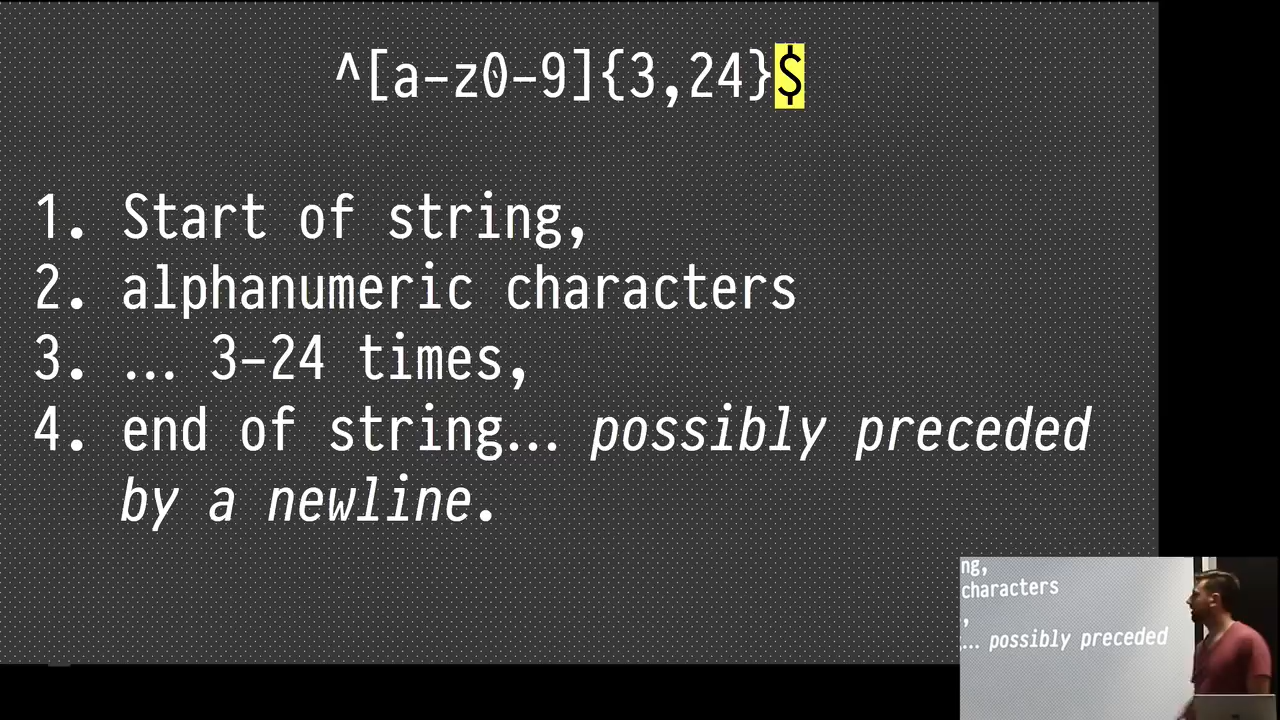 ^[a-z0-9]{3,24}$
1. Start of string,
2. alphanumeric characters
3. ... 3-24 times,
4. end of string... possibly preceded
by a newline.
ng,
characters
,
... possibly preceded